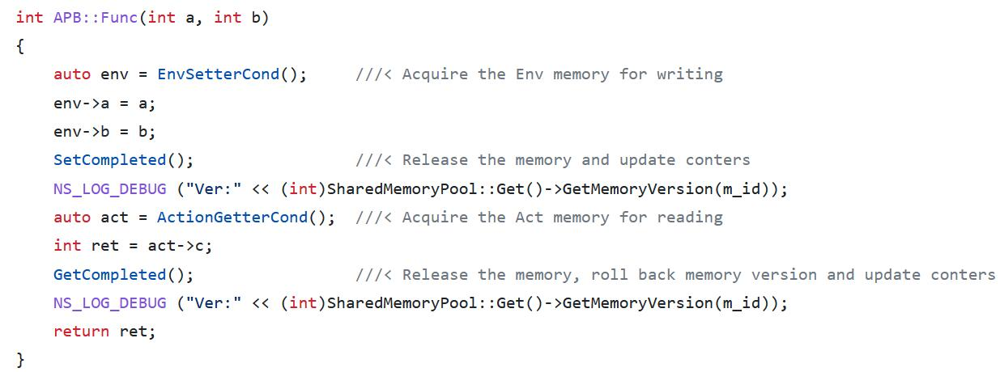 int APB::Func(int a, int b)
{
    auto env = EnvSetterCond();     ///< Acquire the Env memory for writing
    env->a = a;
    env->b = b;
    SetCompleted();                 ///< Release the memory and update conters
    NS_LOG_DEBUG ("Ver:" << (int)SharedMemoryPool::Get()->GetMemoryVersion(m_id));
    auto act = ActionGetterCond();  ///< Acquire the Act memory for reading
    int ret = act->c;
    GetCompleted();                 ///< Release the memory, roll back memory version and update conters
    NS_LOG_DEBUG ("Ver:" << (int)SharedMemoryPool::Get()->GetMemoryVersion(m_id));
    return ret;
}